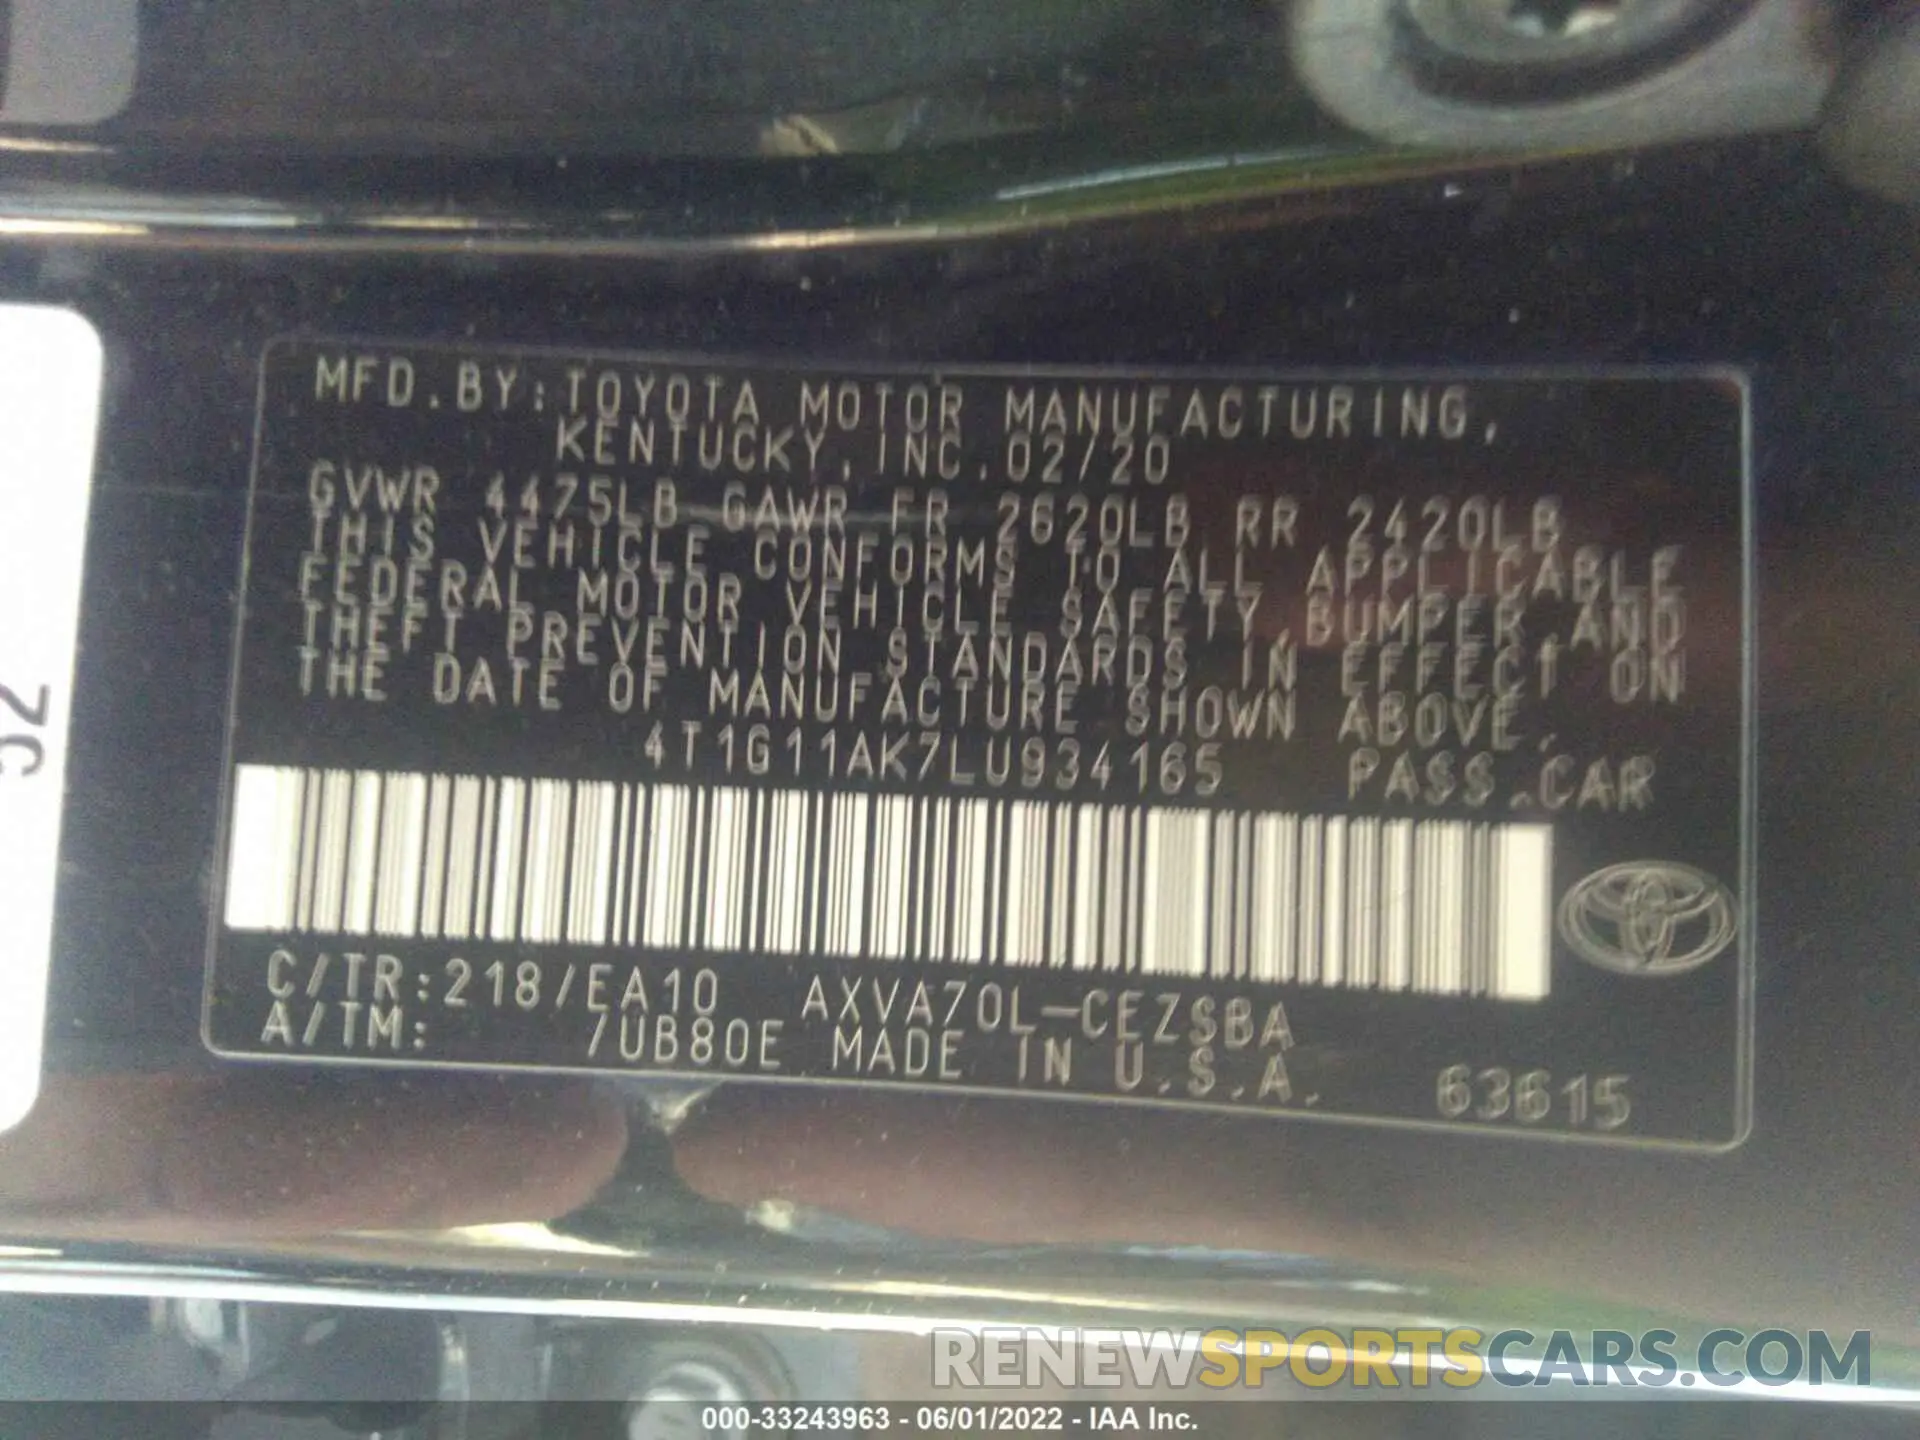 MFD.BY:TOYOTA MOTOR MANUFACTURING,
KENTUCKY, INC.02/20
GVWR 4475LB GAWR FR 2620LB RR 2420LB
THIS VEHICLE CONFORMS TO ALL APPLICABLE
FEDERAL MOTOR VEHICLE SAFETY,BUMPER,AND
THEFT PREVENTION STANDARDS IN EFFECT ON
THE DATE OF MANUFACTURE SHOWN ABOVE.
4T1G11AK7LU934165 PASS.CAR
C/TR:218/EA10 AXVA70L-CEZSBA
A/TM: /UB80E MADE IN U.S.A.
63615
RENEWSPORTSCARS.COM
000-33243963 - 06/01/2022 - IAA Inc.